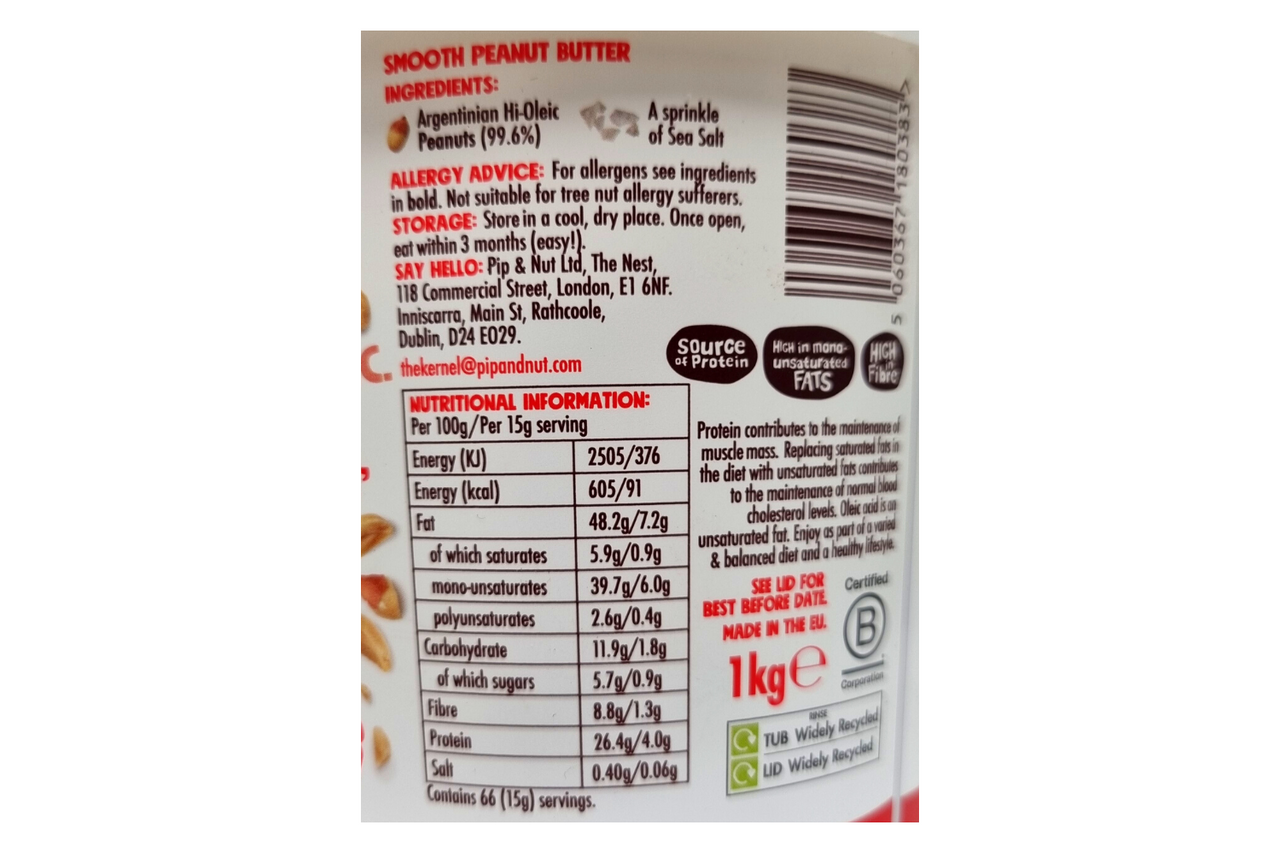 SMOOTH PEANUT BUTTER
INGREDIENTS:
Argentinian Hi-Oleic
Peanuts (99.6%)
A sprinkle
of Sea Salt
ALLERGY ADVICE: For allergens see ingredients
in bold. Not suitable for tree nut allergy sufferers.
STORAGE: Store in a cool, dry place. Once open,
eat within 3 months (easy!).
SAY HELLO: Pip & Nut Ltd, The Nest,
118 Commercial Street, London, E1 6NF.
Inniscarra, Main St, Rathcoole,
Dublin, D24 E029.
thekernel@pipandnut.com
5 060367 180383 >
source
of Protein
HIGH in mono-
unsaturated
FATS
HIGH
in
Fibre
NUTRITIONAL INFORMATION:
Per 100g/Per 15g serving
Energy (KJ) 2505/376
Energy (kcal) 605/91
Fat 48.2g/7.2g
of which saturates 5.9g/0.9g
mono-unsaturates 39.7g/6.0g
polyunsaturates 2.6g/0.4g
Carbohydrate 11.9g/1.8g
of which sugars 5.7g/0.9g
Fibre 8.8g/1.3g
Protein 26.4g/4.0g
Salt 0.40g/0.06g
Contains 66 (15g) servings.
Protein contributes to the maintenance of
muscle mass. Replacing saturated fats in
the diet with unsaturated fats contributes
to the maintenance of normal blood
cholesterol levels. Oleic acid is an
unsaturated fat. Enjoy as part of a varied
& balanced diet and a healthy lifestyle.
SEE LID FOR
BEST BEFORE DATE.
MADE IN THE EU.
1kg℮
Certified
B
Corporation
RINSE
TUB Widely Recycled
LID Widely Recycled
C.